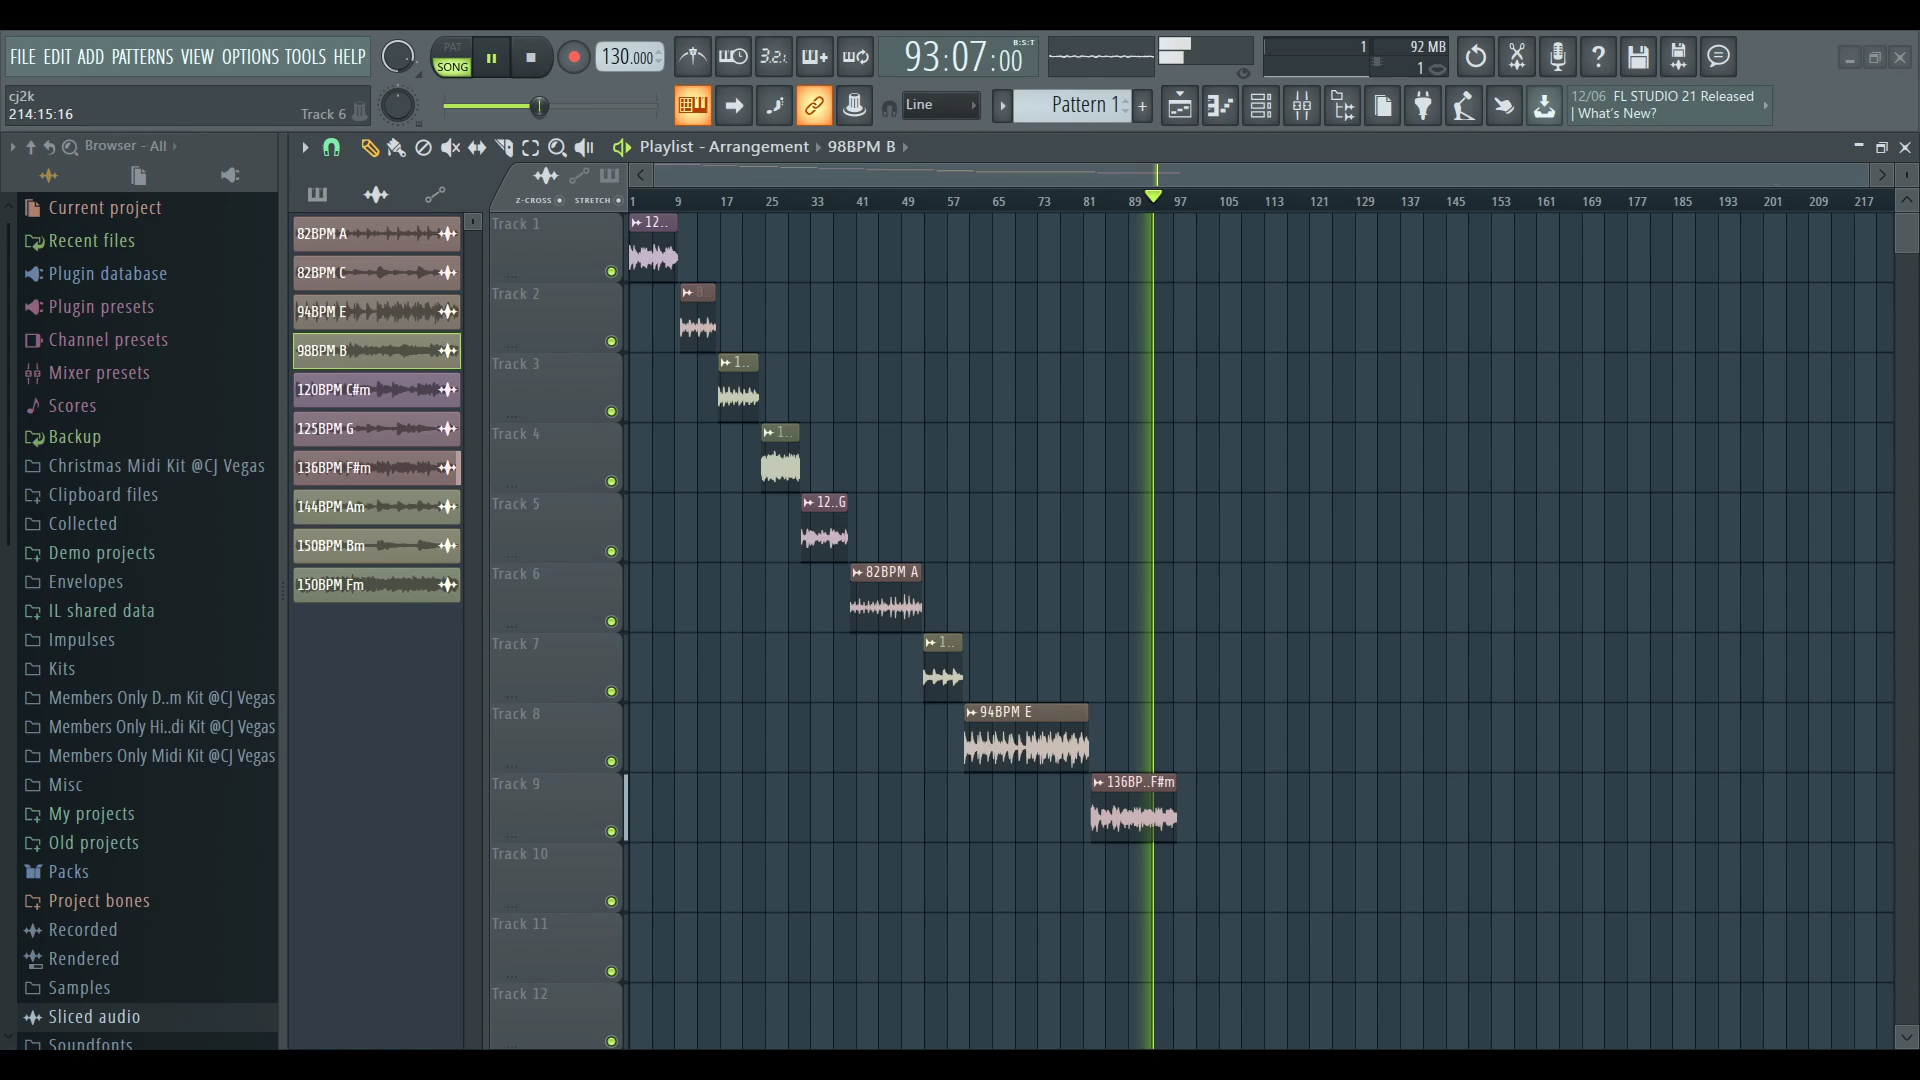 FILE EDIT ADD PATTERNS VIEW OPTIONS TOOLS HELP
PAT
SONG
130.000
3.2.
93:07:00
B:S:T
1
92 MB
1
cj2k
214:15:16
Track 6
Line
Pattern 1
12/06 FL STUDIO 21 Released
| What's New?
Browser - All
Playlist - Arrangement
98BPM B
Z-CROSS
STRETCH
1 9 17 25 33 41 49 57 65 73 81 89 97 105 113 121 129 137 145 153 161 169 177 185 193 201 209 217
Current project
Recent files
Plugin database
Plugin presets
Channel presets
Mixer presets
Scores
Backup
Christmas Midi Kit @CJ Vegas
Clipboard files
Collected
Demo projects
Envelopes
IL shared data
Impulses
Kits
Members Only D..m Kit @CJ Vegas
Members Only Hi..di Kit @CJ Vegas
Members Only Midi Kit @CJ Vegas
Misc
My projects
Old projects
Packs
Project bones
Recorded
Rendered
Samples
Sliced audio
Soundfonts
82BPM A
82BPM C
94BPM E
98BPM B
120BPM C#m
125BPM G
136BPM F#m
144BPM Am
150BPM Bm
150BPM Fm
Track 1
12..
Track 2
Track 3
1..
Track 4
1..
Track 5
12..G
Track 6
82BPM A
Track 7
1..
Track 8
94BPM E
Track 9
136BP..F#m
Track 10
Track 11
Track 12